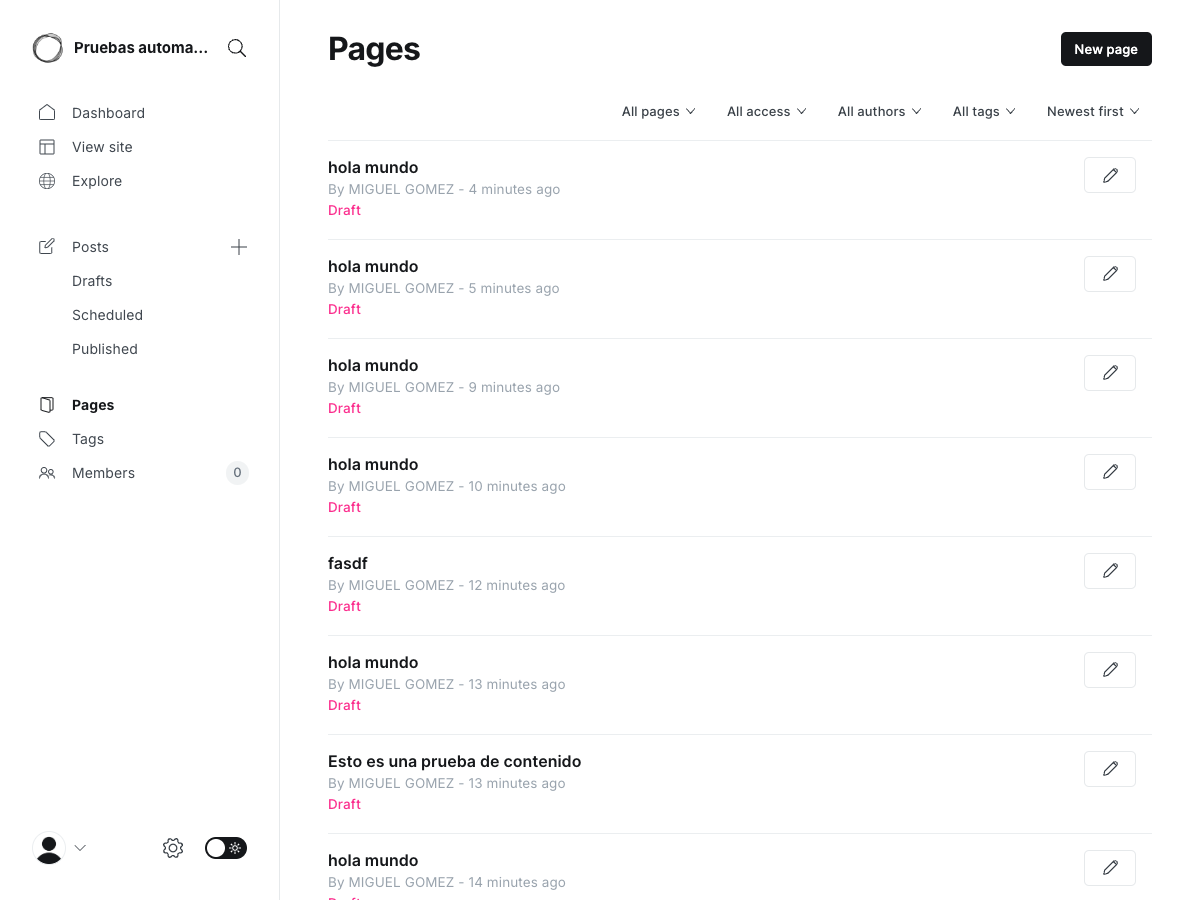 Pruebas automa...
Dashboard
View site
Explore
Posts
Drafts
Scheduled
Published
Pages
Tags
Members 0
Pages
New page
All pages All access All authors All tags Newest first
hola mundo
By MIGUEL GOMEZ - 4 minutes ago
Draft
hola mundo
By MIGUEL GOMEZ - 5 minutes ago
Draft
hola mundo
By MIGUEL GOMEZ - 9 minutes ago
Draft
hola mundo
By MIGUEL GOMEZ - 10 minutes ago
Draft
fasdf
By MIGUEL GOMEZ - 12 minutes ago
Draft
hola mundo
By MIGUEL GOMEZ - 13 minutes ago
Draft
Esto es una prueba de contenido
By MIGUEL GOMEZ - 13 minutes ago
Draft
hola mundo
By MIGUEL GOMEZ - 14 minutes ago